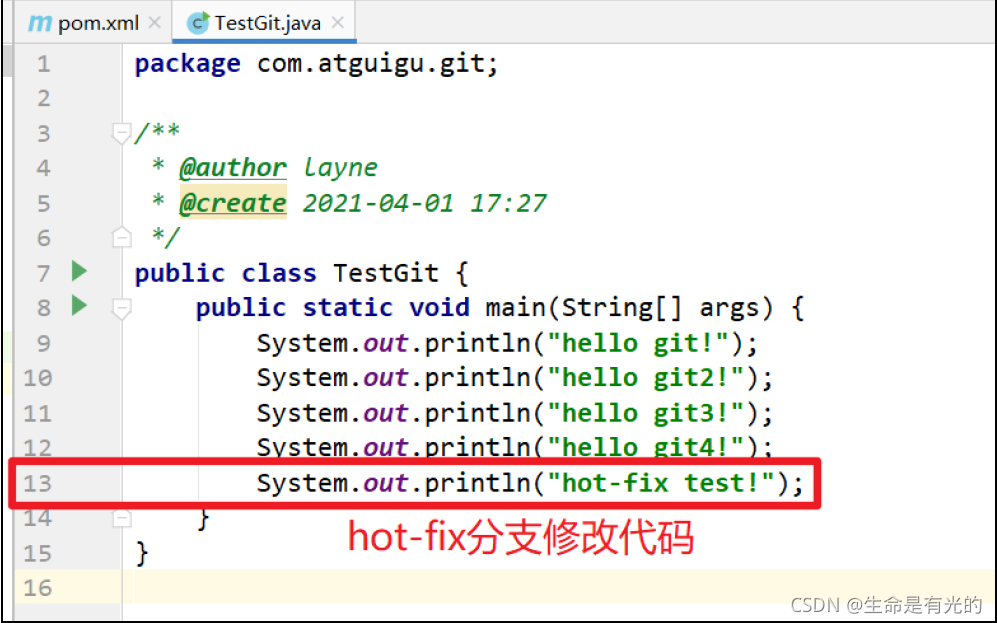 pom.xml TestGit.java
1 package com.atguigu.git;
2
3 /**
4 * @author layne
5 * @create 2021-04-01 17:27
6 */
7 public class TestGit {
8 public static void main(String[] args) {
9 System.out.println("hello git!");
10 System.out.println("hello git2!");
11 System.out.println("hello git3!");
12 System.out.println("hello git4!");
13 System.out.println("hot-fix test!");
14 }
hot-fix分支修改代码
15 }
16
CSDN @生命是有光的